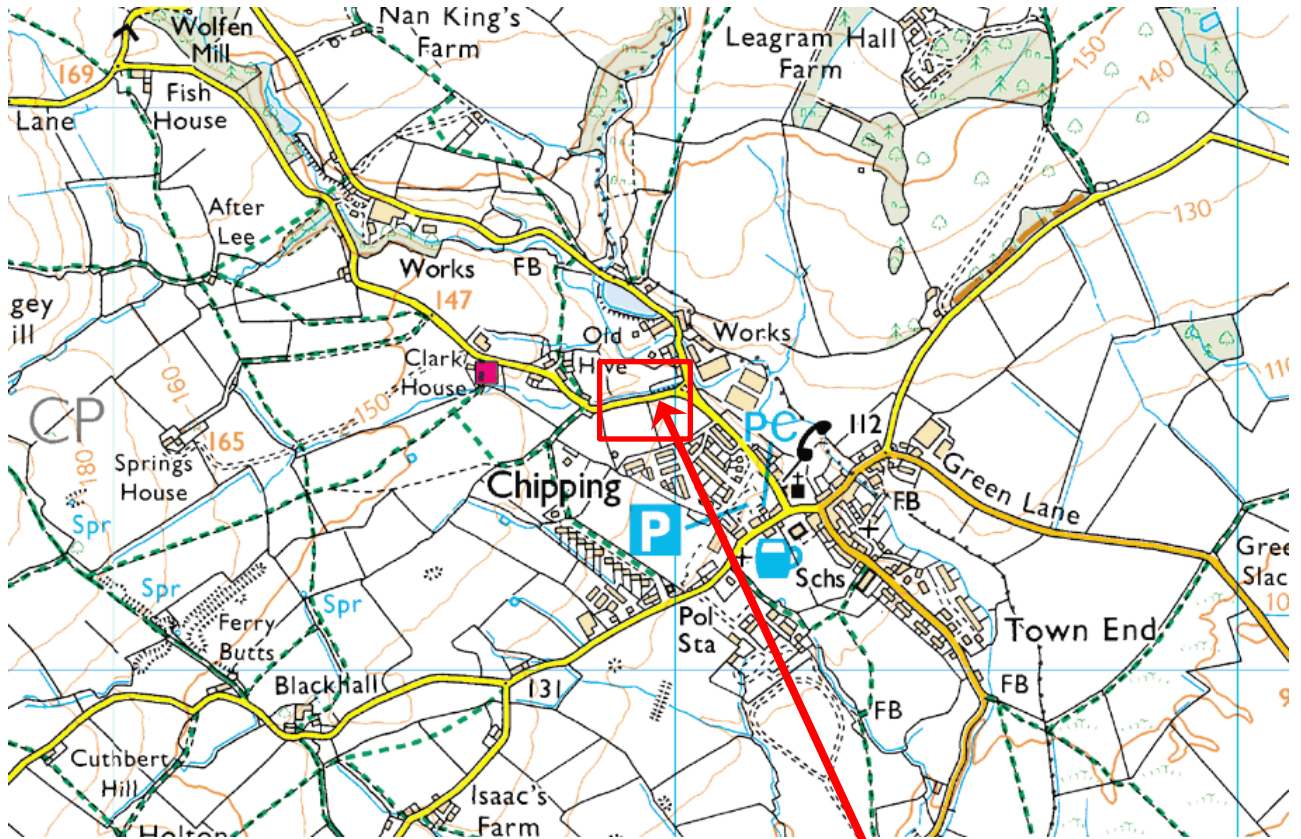 Wolfen
Mill
Nan King's
Farm
Leagram Hall
Farm
150
140
169
Fish
House
Lane
130
After
Lee
Works
FB
147
gey
ill
Old
Hive
Works
Clark
House
110
160
150
CP
165
PC
112
180
Springs
House
Chipping
Green Lane
FB
Spr
P
Gree
Slac
Spr
Spr
Schs
10
Ferry
Butts
Pol
Sta
Town End
Blackhall
131
FB
FB
9
Cuthbert
Hill
Isaac's
Farm
Holton